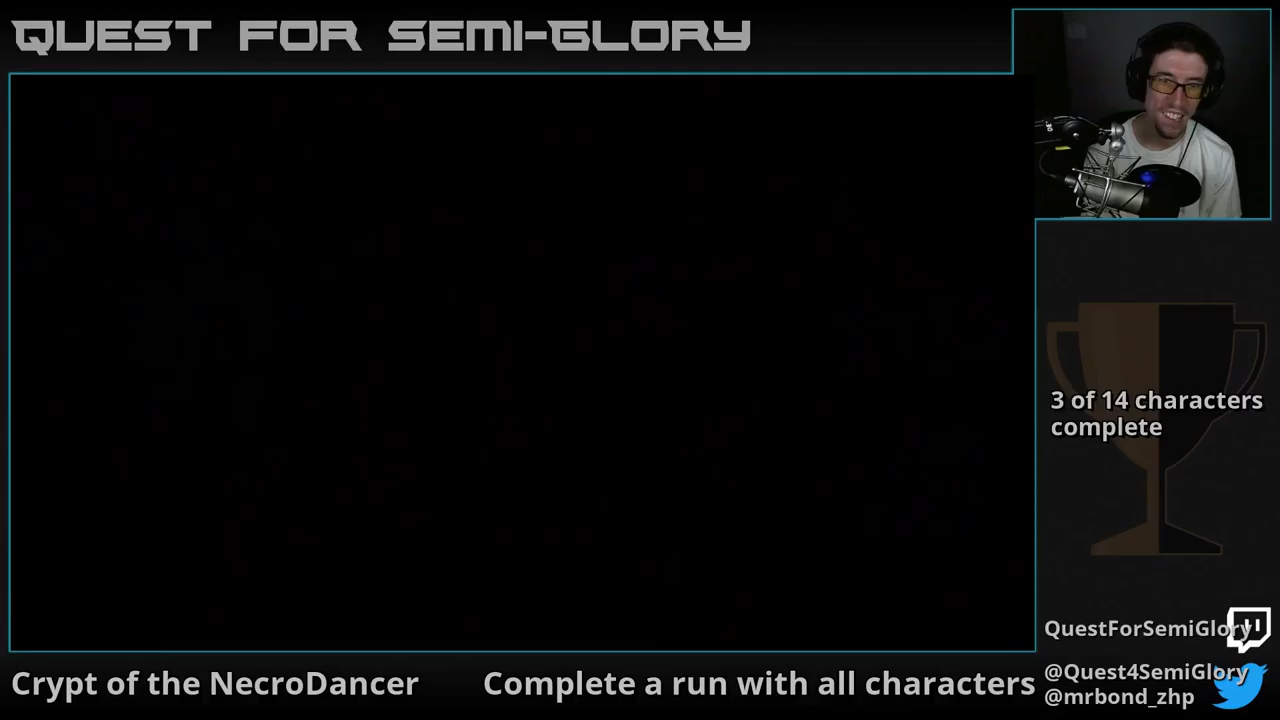 QUEST FOR SEMI-GLORY
3 of 14 characters
complete
QuestForSemiGlory
@Quest4SemiGlory
@mrbond_zhp
Crypt of the NecroDancer
Complete a run with all characters